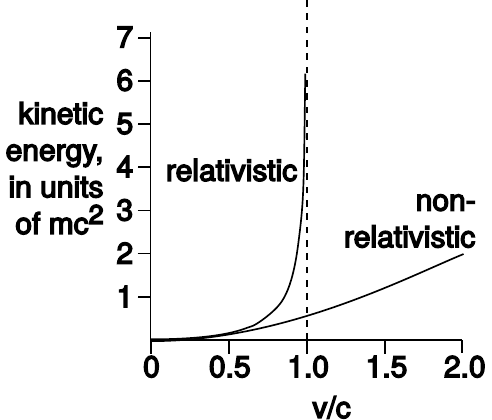 7
6
5
4
3
2
1
kinetic
energy,
in units
of mc²
relativistic
non-
relativistic
0 0.5 1.0 1.5 2.0
v/c